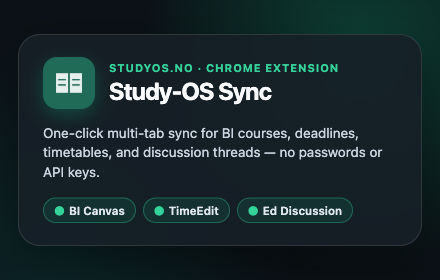 STUDYOS.NO · CHROME EXTENSION
Study-OS Sync
One-click multi-tab sync for BI courses, deadlines,
timetables, and discussion threads — no passwords or
API keys.
BI Canvas
TimeEdit
Ed Discussion